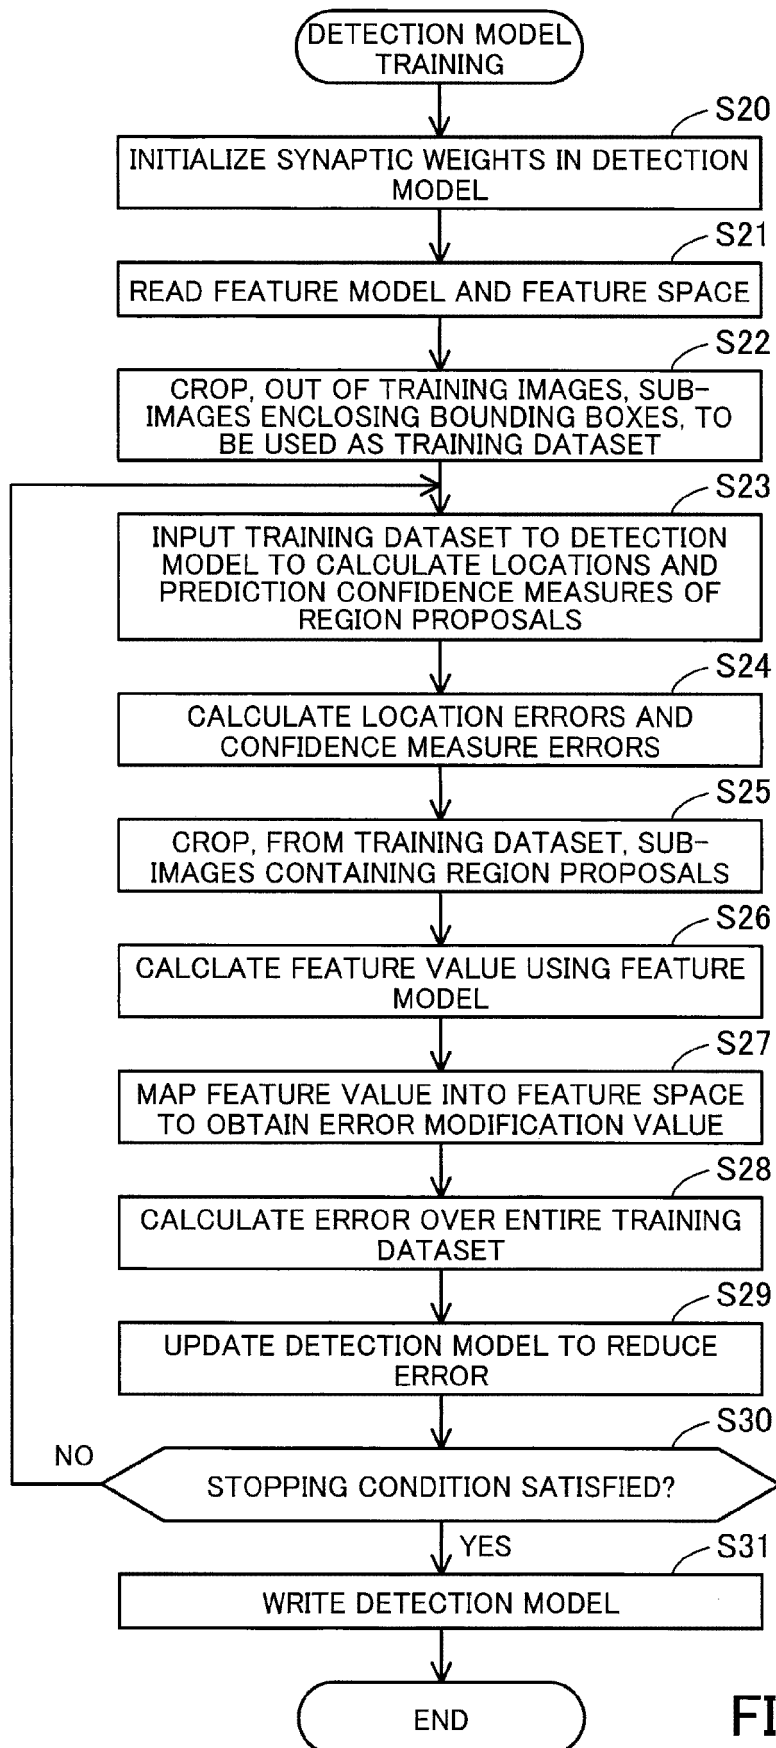 DETECTION MODEL
TRAINING
S20
INITIALIZE SYNAPTIC WEIGHTS IN DETECTION
MODEL
S21
READ FEATURE MODEL AND FEATURE SPACE
S22
CROP, OUT OF TRAINING IMAGES, SUB-
IMAGES ENCLOSING BOUNDING BOXES, TO
BE USED AS TRAINING DATASET
S23
INPUT TRAINING DATASET TO DETECTION
MODEL TO CALCULATE LOCATIONS AND
PREDICTION CONFIDENCE MEASURES OF
REGION PROPOSALS
S24
CALCULATE LOCATION ERRORS AND
CONFIDENCE MEASURE ERRORS
S25
CROP, FROM TRAINING DATASET, SUB-
IMAGES CONTAINING REGION PROPOSALS
S26
CALCLATE FEATURE VALUE USING FEATURE
MODEL
S27
MAP FEATURE VALUE INTO FEATURE SPACE
TO OBTAIN ERROR MODIFICATION VALUE
S28
CALCULATE ERROR OVER ENTIRE TRAINING
DATASET
S29
UPDATE DETECTION MODEL TO REDUCE
ERROR
S30
NO
STOPPING CONDITION SATISFIED?
YES
S31
WRITE DETECTION MODEL
END